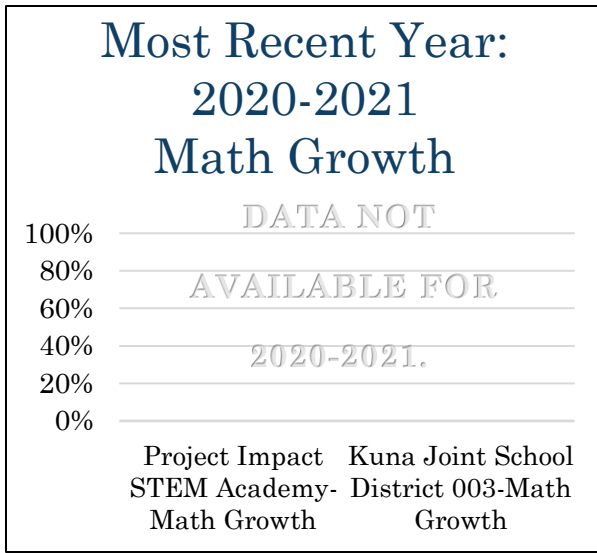 Most Recent Year:
2020-2021
Math Growth
DATA NOT
AVAILABLE FOR
2020-2021.
100%
80%
60%
40%
20%
0%
Project Impact
STEM Academy-
Math Growth
Kuna Joint School
District 003-Math
Growth